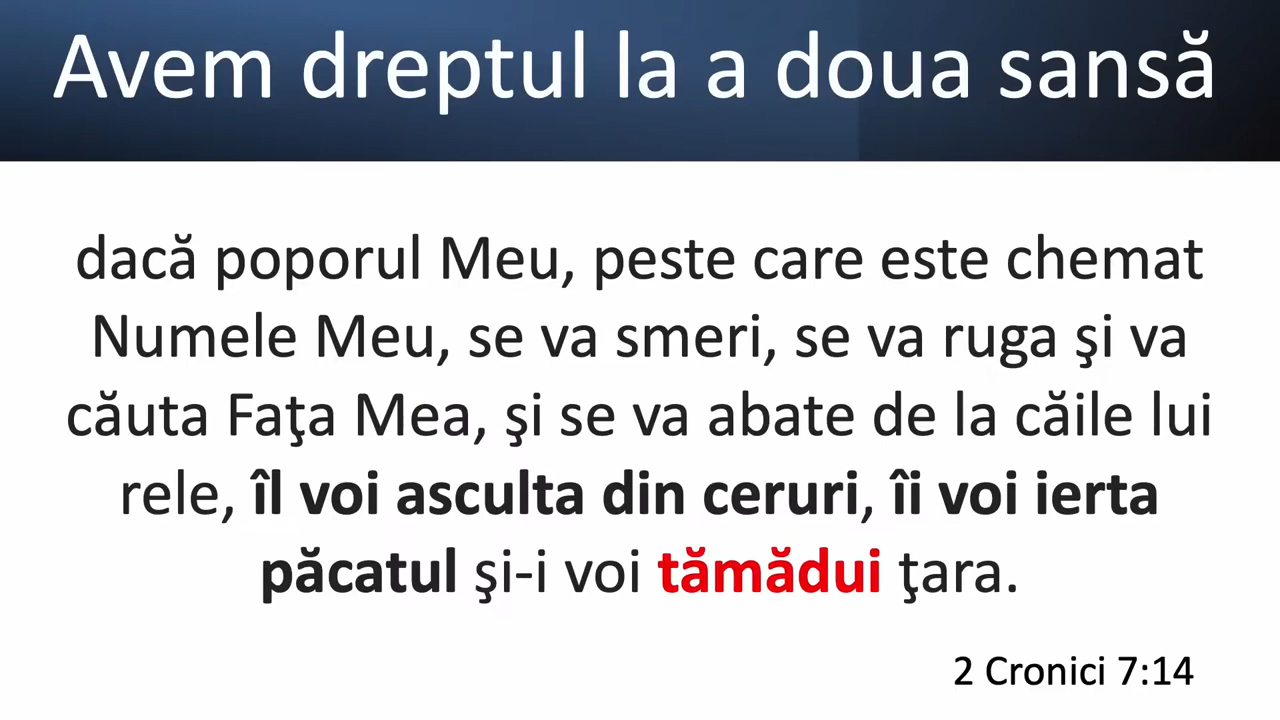 Avem dreptul la a doua sansă
dacă poporul Meu, peste care este chemat
Numele Meu, se va smeri, se va ruga şi va
căuta Faţa Mea, şi se va abate de la căile lui
rele, îl voi asculta din ceruri, îi voi ierta
păcatul şi-i voi tămădui ţara.
2 Cronici 7:14